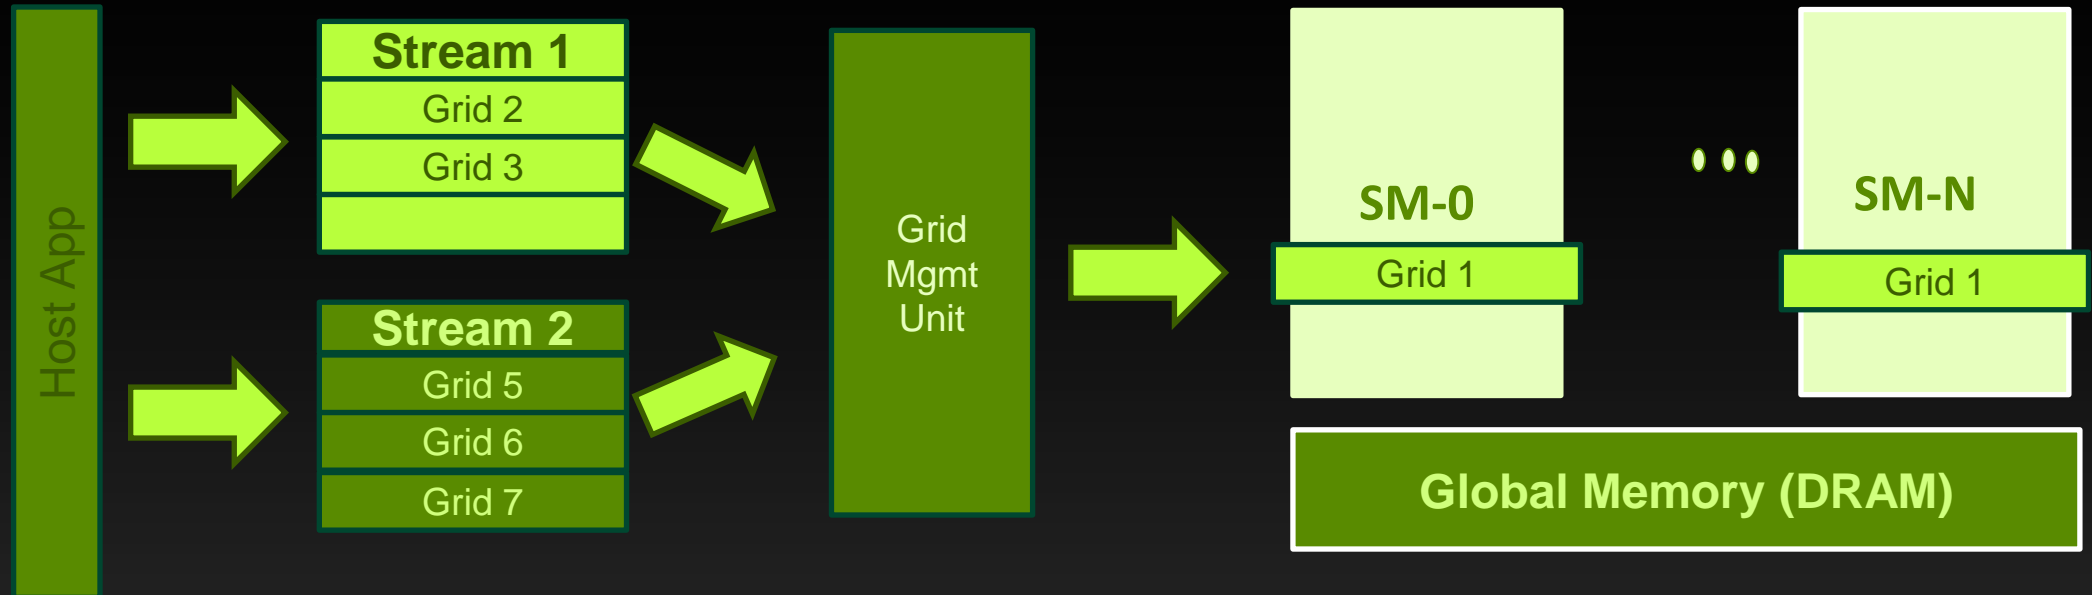 Host App
Stream 1
Grid 2
Grid 3
Stream 2
Grid 5
Grid 6
Grid 7
Grid
Mgmt
Unit
SM-0
Grid 1
SM-N
Grid 1
Global Memory (DRAM)